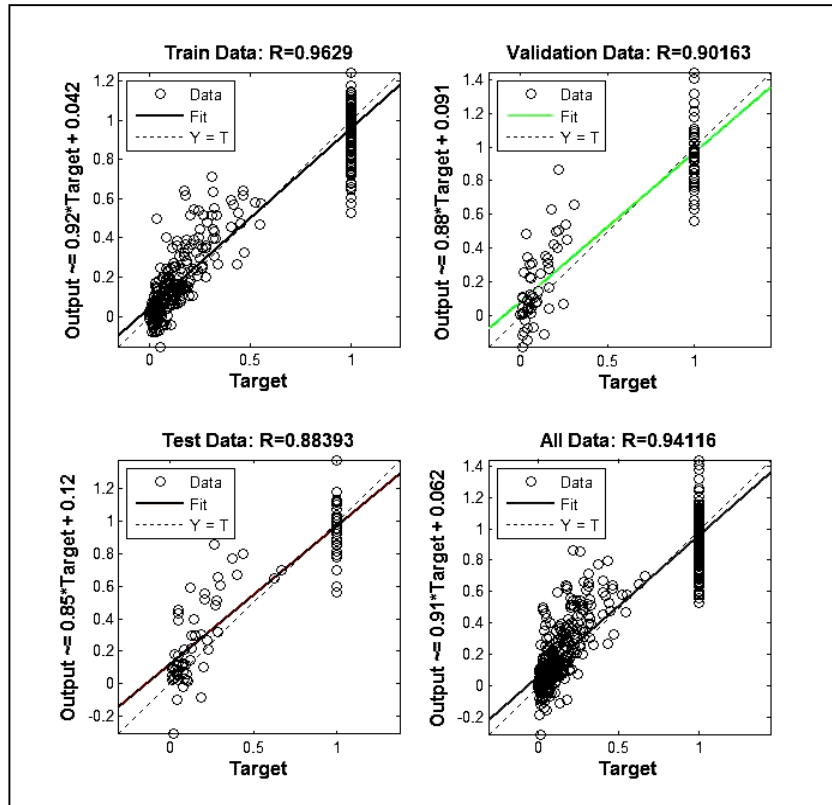 Train Data: R=0.9629
Output ~= 0.92*Target + 0.042
1.2
1
0.8
0.6
0.4
0.2
0
Data
Fit
Y = T
0
0.5
1
Target
Validation Data: R=0.90163
Output ~= 0.88*Target + 0.091
1.4
1.2
1
0.8
0.6
0.4
0.2
0
Data
Fit
Y = T
0
0.5
1
Target
Test Data: R=0.88393
Output ~= 0.85*Target + 0.12
1.2
1
0.8
0.6
0.4
0.2
0
-0.2
Data
Fit
Y = T
0
0.5
1
Target
All Data: R=0.94116
Output ~= 0.91*Target + 0.062
1.4
1.2
1
0.8
0.6
0.4
0.2
0
-0.2
Data
Fit
Y = T
0
0.5
1
Target